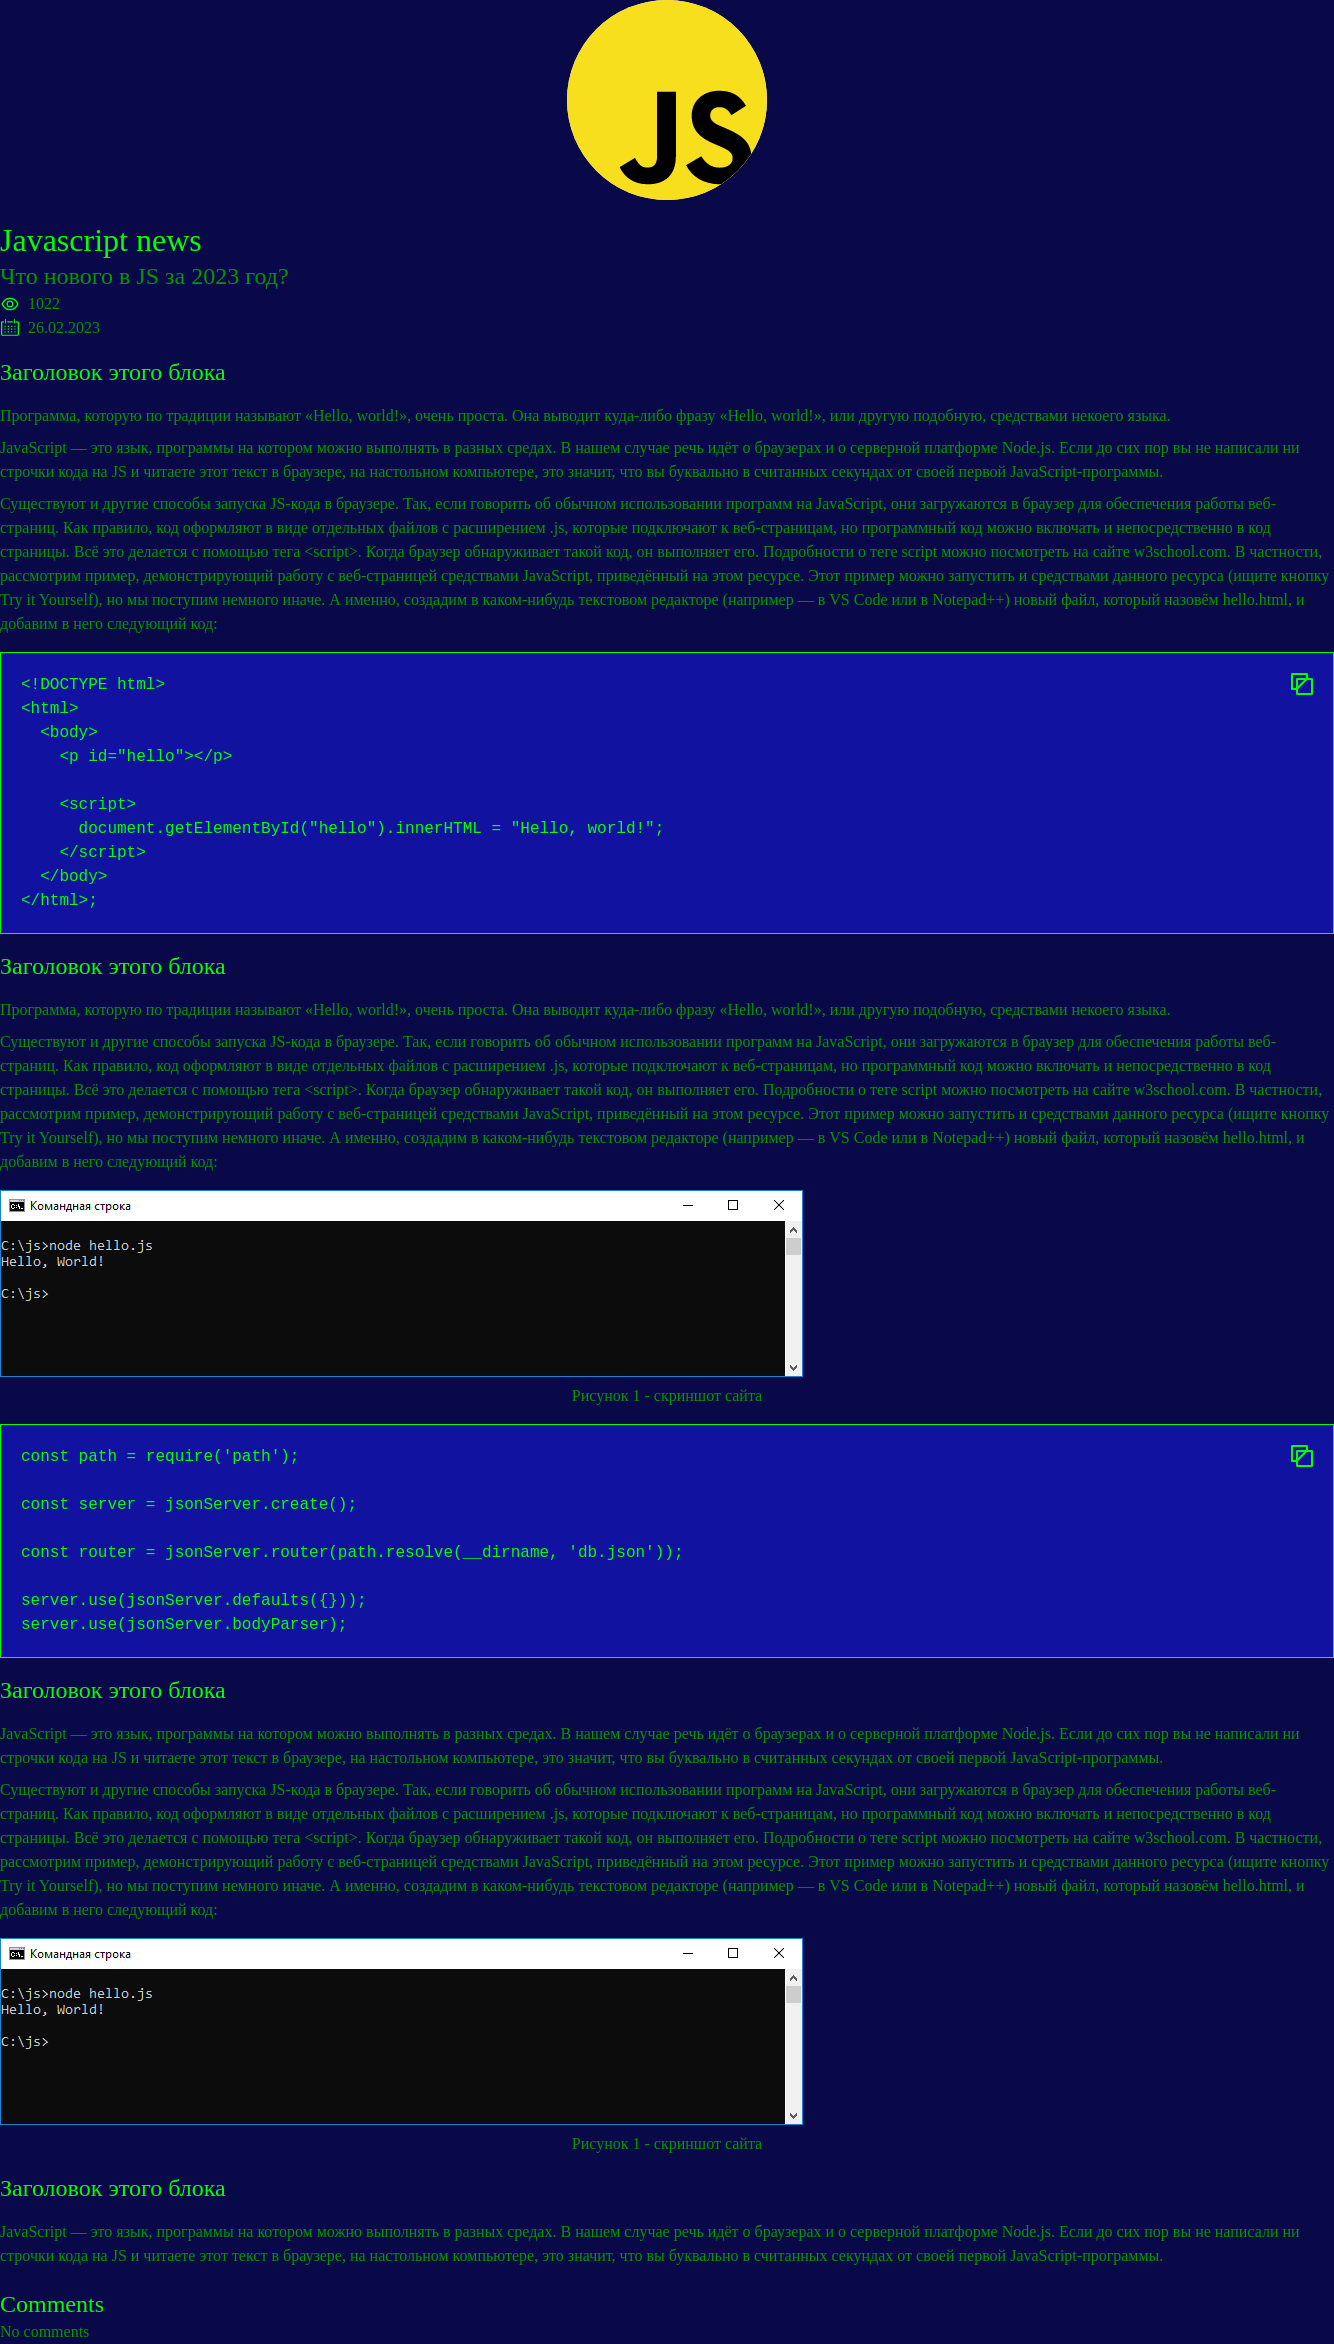 JS
Javascript news
Что нового в JS за 2023 год?
1022
26.02.2023
Заголовок этого блока
Программа, которую по традиции называют «Hello, world!», очень проста. Она выводит куда-либо фразу «Hello, world!», или другую подобную, средствами некоего языка.
JavaScript — это язык, программы на котором можно выполнять в разных средах. В нашем случае речь идёт о браузерах и о серверной платформе Node.js. Если до сих пор вы не написали ни
строчки кода на JS и читаете этот текст в браузере, на настольном компьютере, это значит, что вы буквально в считанных секундах от своей первой JavaScript-программы.
Существуют и другие способы запуска JS-кода в браузере. Так, если говорить об обычном использовании программ на JavaScript, они загружаются в браузер для обеспечения работы веб-
страниц. Как правило, код оформляют в виде отдельных файлов с расширением .js, которые подключают к веб-страницам, но программный код можно включать и непосредственно в код
страницы. Всё это делается с помощью тега <script>. Когда браузер обнаруживает такой код, он выполняет его. Подробности о теге script можно посмотреть на сайте w3school.com. В частности,
рассмотрим пример, демонстрирующий работу с веб-страницей средствами JavaScript, приведённый на этом ресурсе. Этот пример можно запустить и средствами данного ресурса (ищите кнопку
Try it Yourself), но мы поступим немного иначе. А именно, создадим в каком-нибудь текстовом редакторе (например — в VS Code или в Notepad++) новый файл, который назовём hello.html, и
добавим в него следующий код:
<!DOCTYPE html>
<html>
  <body>
    <p id="hello"></p>
    <script>
      document.getElementById("hello").innerHTML = "Hello, world!";
    </script>
  </body>
</html>;
Заголовок этого блока
Программа, которую по традиции называют «Hello, world!», очень проста. Она выводит куда-либо фразу «Hello, world!», или другую подобную, средствами некоего языка.
Существуют и другие способы запуска JS-кода в браузере. Так, если говорить об обычном использовании программ на JavaScript, они загружаются в браузер для обеспечения работы веб-
страниц. Как правило, код оформляют в виде отдельных файлов с расширением .js, которые подключают к веб-страницам, но программный код можно включать и непосредственно в код
страницы. Всё это делается с помощью тега <script>. Когда браузер обнаруживает такой код, он выполняет его. Подробности о теге script можно посмотреть на сайте w3school.com. В частности,
рассмотрим пример, демонстрирующий работу с веб-страницей средствами JavaScript, приведённый на этом ресурсе. Этот пример можно запустить и средствами данного ресурса (ищите кнопку
Try it Yourself), но мы поступим немного иначе. А именно, создадим в каком-нибудь текстовом редакторе (например — в VS Code или в Notepad++) новый файл, который назовём hello.html, и
добавим в него следующий код:
Командная строка
C:\js>node hello.js
Hello, World!
C:\js>
Рисунок 1 - скриншот сайта
const path = require('path');
const server = jsonServer.create();
const router = jsonServer.router(path.resolve(__dirname, 'db.json'));
server.use(jsonServer.defaults({}));
server.use(jsonServer.bodyParser);
Заголовок этого блока
JavaScript — это язык, программы на котором можно выполнять в разных средах. В нашем случае речь идёт о браузерах и о серверной платформе Node.js. Если до сих пор вы не написали ни
строчки кода на JS и читаете этот текст в браузере, на настольном компьютере, это значит, что вы буквально в считанных секундах от своей первой JavaScript-программы.
Существуют и другие способы запуска JS-кода в браузере. Так, если говорить об обычном использовании программ на JavaScript, они загружаются в браузер для обеспечения работы веб-
страниц. Как правило, код оформляют в виде отдельных файлов с расширением .js, которые подключают к веб-страницам, но программный код можно включать и непосредственно в код
страницы. Всё это делается с помощью тега <script>. Когда браузер обнаруживает такой код, он выполняет его. Подробности о теге script можно посмотреть на сайте w3school.com. В частности,
рассмотрим пример, демонстрирующий работу с веб-страницей средствами JavaScript, приведённый на этом ресурсе. Этот пример можно запустить и средствами данного ресурса (ищите кнопку
Try it Yourself), но мы поступим немного иначе. А именно, создадим в каком-нибудь текстовом редакторе (например — в VS Code или в Notepad++) новый файл, который назовём hello.html, и
добавим в него следующий код:
Командная строка
C:\js>node hello.js
Hello, World!
C:\js>
Рисунок 1 - скриншот сайта
Заголовок этого блока
JavaScript — это язык, программы на котором можно выполнять в разных средах. В нашем случае речь идёт о браузерах и о серверной платформе Node.js. Если до сих пор вы не написали ни
строчки кода на JS и читаете этот текст в браузере, на настольном компьютере, это значит, что вы буквально в считанных секундах от своей первой JavaScript-программы.
Comments
No comments